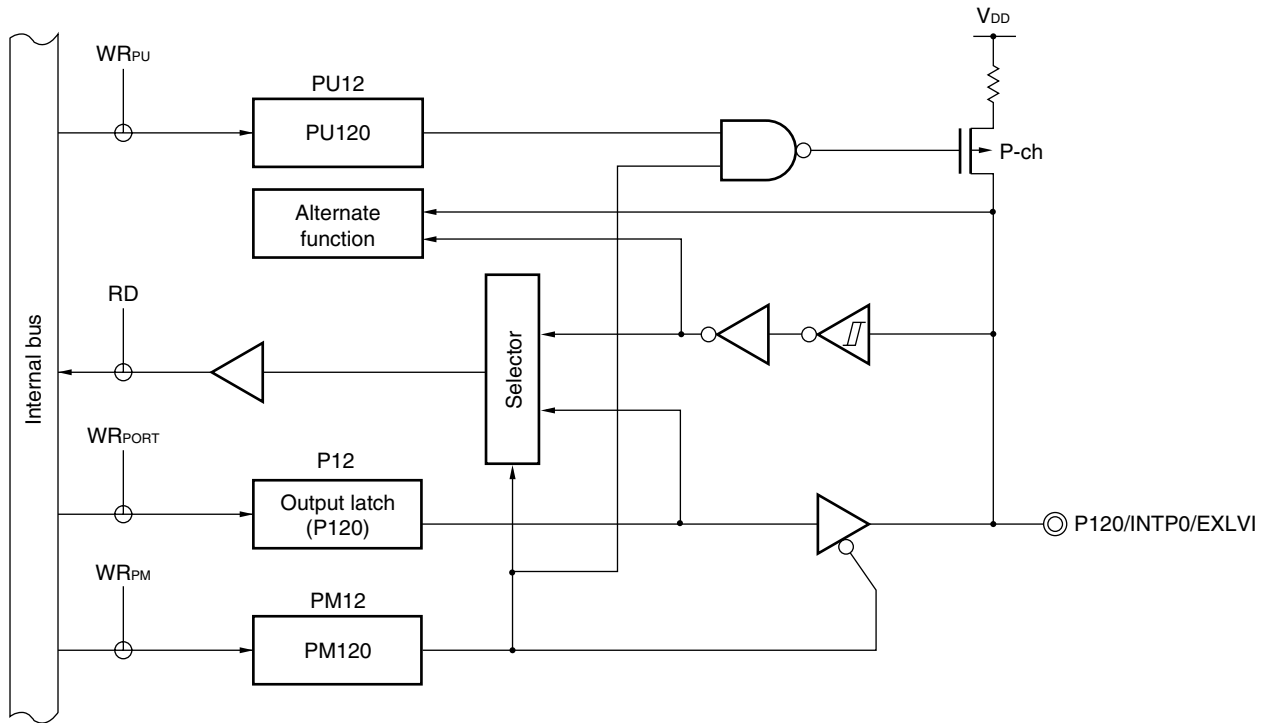 VDD
WRPU
PU12
PU120
P-ch
Alternate
function
RD
Internal bus
Selector
WRPORT
P12
Output latch
(P120)
P120/INTP0/EXLVI
WRPM
PM12
PM120